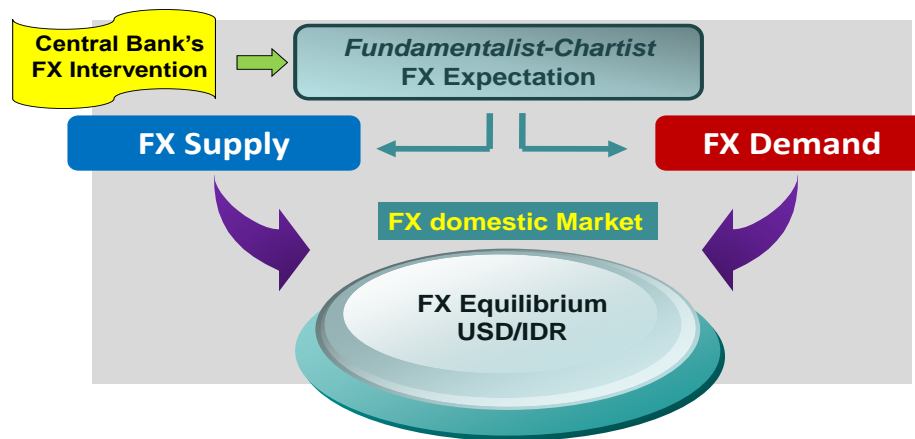 Central Bank's
FX Intervention
Fundamentalist-Chartist
FX Expectation
FX Supply
FX Demand
FX domestic Market
FX Equilibrium
USD/IDR